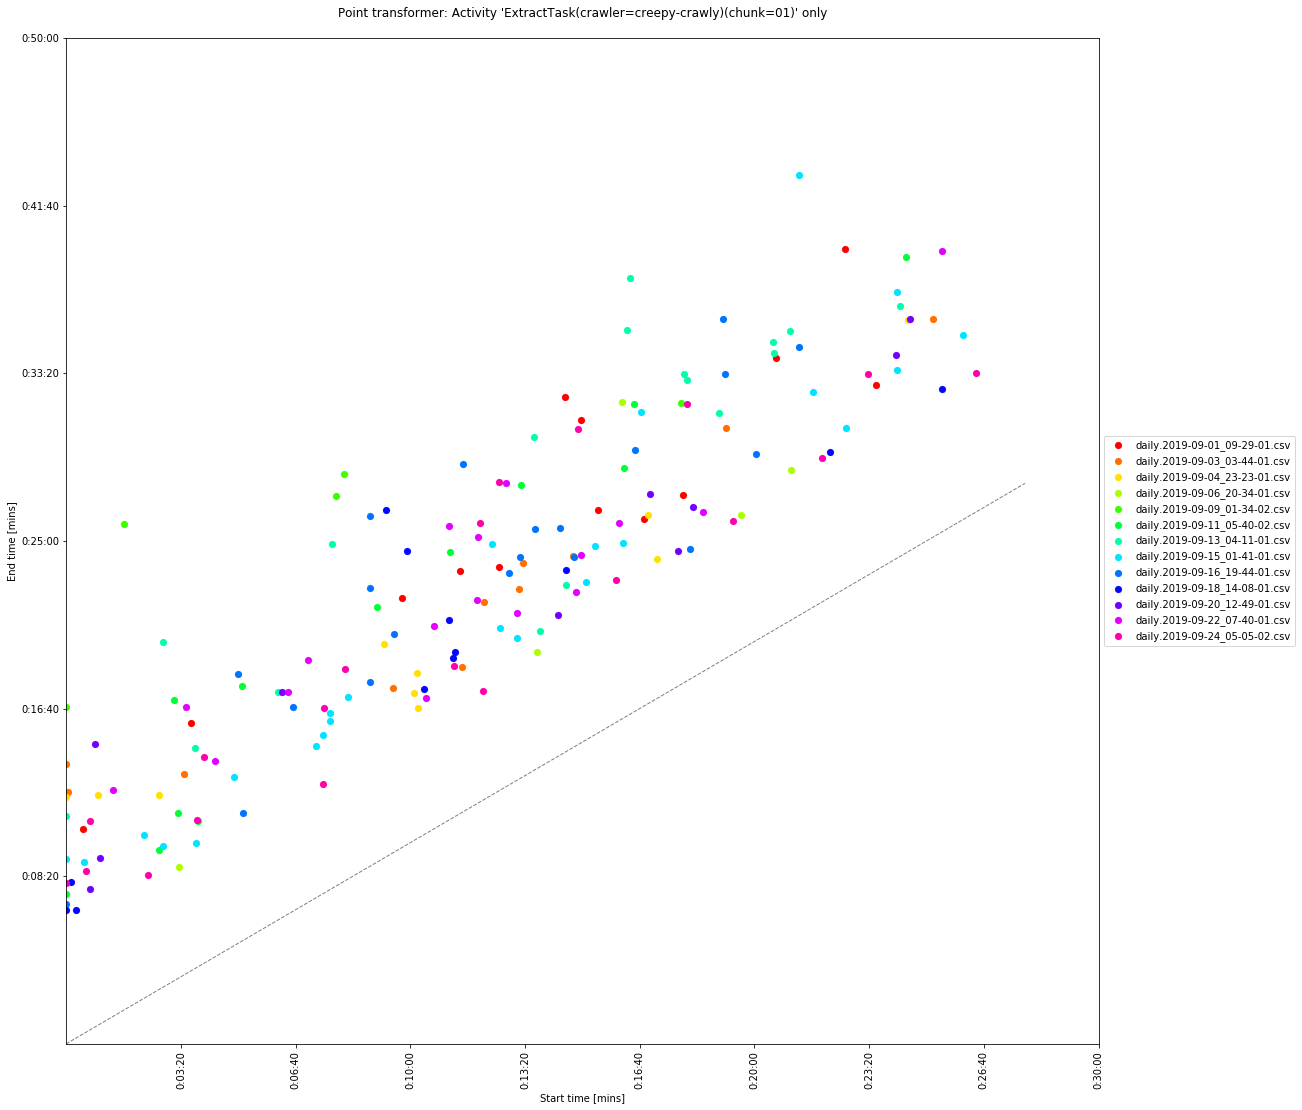 Point transformer: Activity 'ExtractTask(crawler=creepy-crawly)(chunk=01)' only
0:50:00
0:41:40
0:33:20
0:25:00
0:16:40
0:08:20
End time [mins]
0:03:20
0:06:40
0:10:00
0:13:20
0:16:40
0:20:00
0:23:20
0:26:40
0:30:00
Start time [mins]
daily.2019-09-01_09-29-01.csv
daily.2019-09-03_03-44-01.csv
daily.2019-09-04_23-23-01.csv
daily.2019-09-06_20-34-01.csv
daily.2019-09-09_01-34-02.csv
daily.2019-09-11_05-40-02.csv
daily.2019-09-13_04-11-01.csv
daily.2019-09-15_01-41-01.csv
daily.2019-09-16_19-44-01.csv
daily.2019-09-18_14-08-01.csv
daily.2019-09-20_12-49-01.csv
daily.2019-09-22_07-40-01.csv
daily.2019-09-24_05-05-02.csv